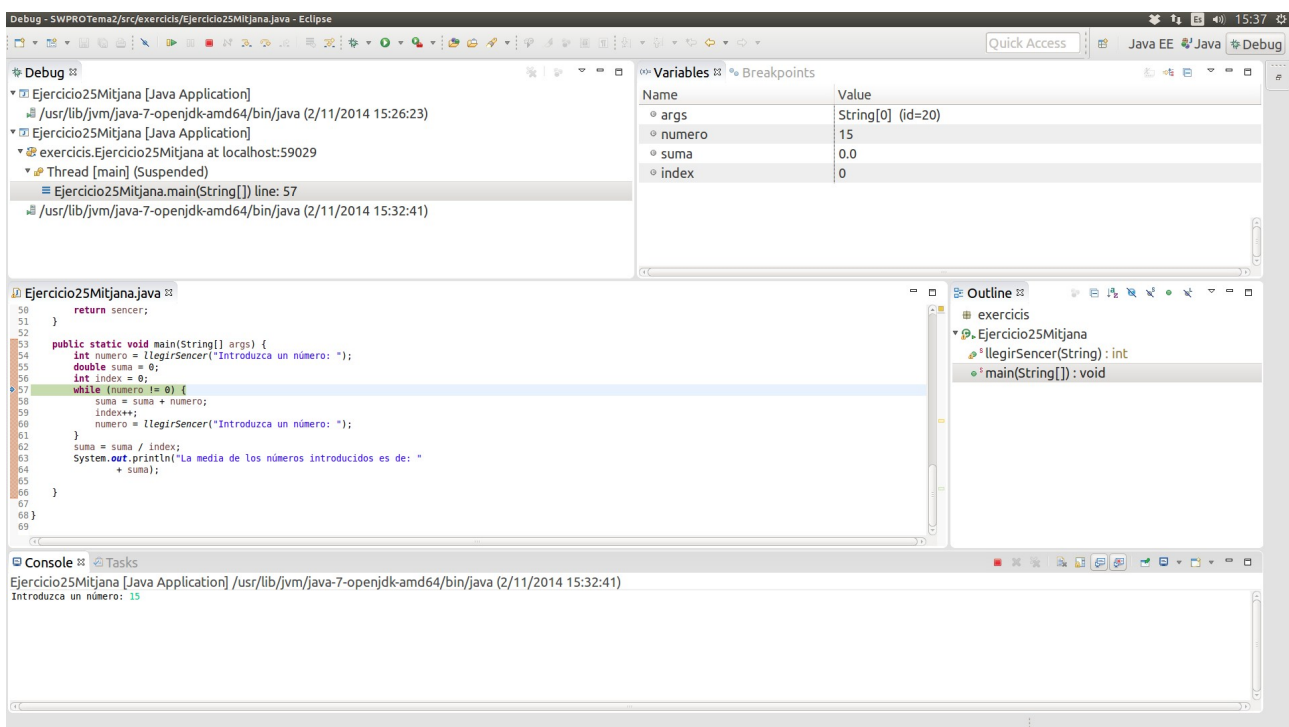 Debug - SWPROTema2/src/exercicis/Ejercicio25Mitjana.java - Eclipse
Es 15:37
Quick Access Java EE Java Debug
Debug
Ejercicio25Mitjana [Java Application]
/usr/lib/jvm/java-7-openjdk-amd64/bin/java (2/11/2014 15:26:23)
Ejercicio25Mitjana [Java Application]
exercicis.Ejercicio25Mitjana at localhost:59029
Thread [main] (Suspended)
Ejercicio25Mitjana.main(String[]) line: 57
/usr/lib/jvm/java-7-openjdk-amd64/bin/java (2/11/2014 15:32:41)
Variables Breakpoints
Name Value
args String[0] (id=20)
numero 15
suma 0.0
index 0
Ejercicio25Mitjana.java
50 return sencer;
51 }
52
53 public static void main(String[] args) {
54 int numero = llegirSencer("Introduzca un número: ");
55 double suma = 0;
56 int index = 0;
57 while (numero != 0) {
58 suma = suma + numero;
59 index++;
60 numero = llegirSencer("Introduzca un número: ");
61 }
62 suma = suma / index;
63 System.out.println("La media de los números introducidos es de: "
64 + suma);
65
66 }
67
68 }
69
Outline
exercicis
Ejercicio25Mitjana
llegirSencer(String) : int
main(String[]) : void
Console Tasks
Ejercicio25Mitjana [Java Application] /usr/lib/jvm/java-7-openjdk-amd64/bin/java (2/11/2014 15:32:41)
Introduzca un número: 15